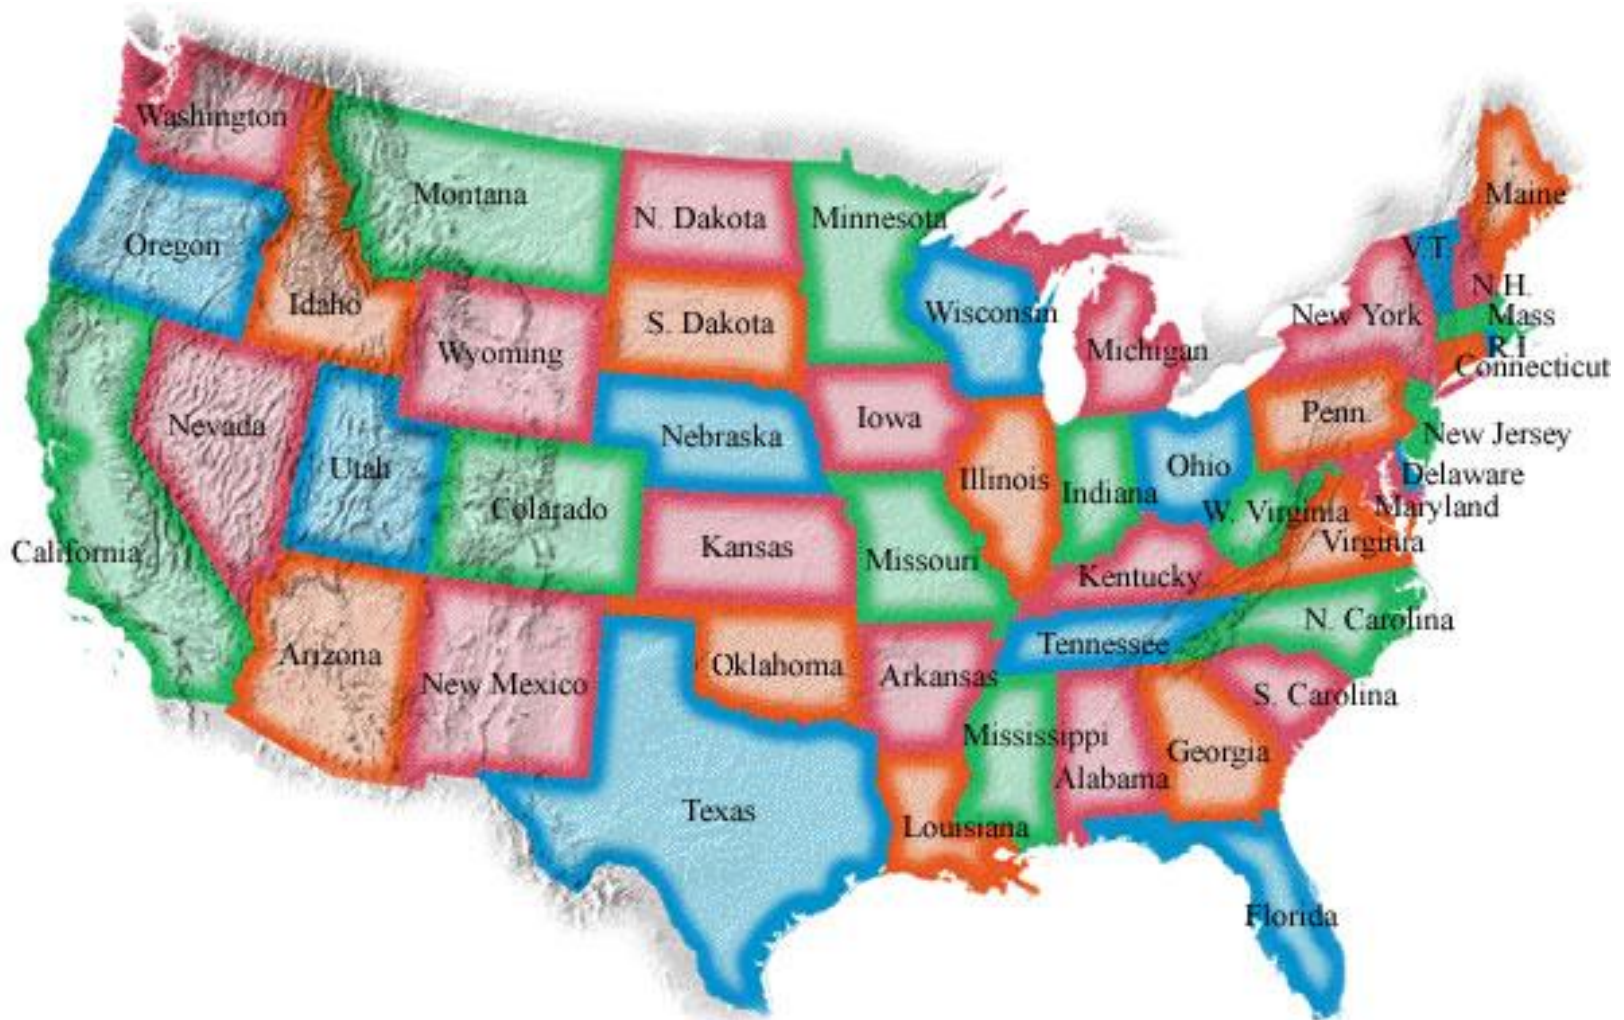 Washington
Montana
N. Dakota
Minnesota
Maine
Oregon
V.T.
Idaho
S. Dakota
Wisconsin
N.H.
New York
Mass
Wyoming
Michigan
R.I
Connecticut
Nevada
Iowa
Penn.
Nebraska
New Jersey
Utah
Illinois
Indiana
Ohio
Delaware
Colarado
W. Virginia
Maryland
California
Kansas
Missouri
Virginia
Kentucky
N. Carolina
Arizona
Tennessee
New Mexico
Oklahoma
Arkansas
S. Carolina
Mississippi
Georgia
Alabama
Texas
Louisiana
Florida